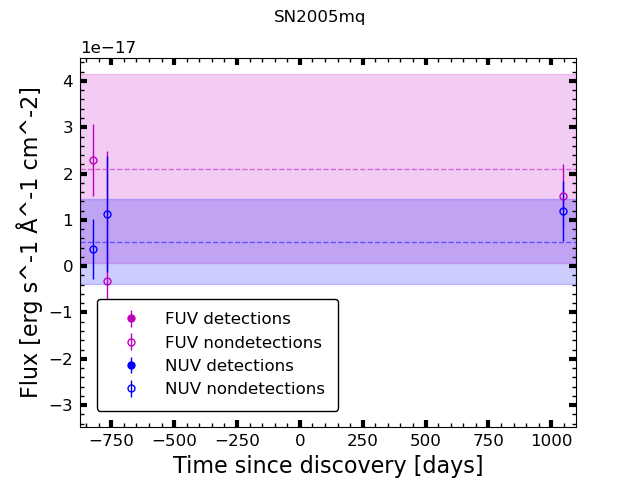 SN2005mq
1e−17
4
3
2
1
0
−1
−2
−3
Flux [erg s^-1 Å^-1 cm^-2]
FUV detections
FUV nondetections
NUV detections
NUV nondetections
−750 −500 −250 0 250 500 750 1000
Time since discovery [days]